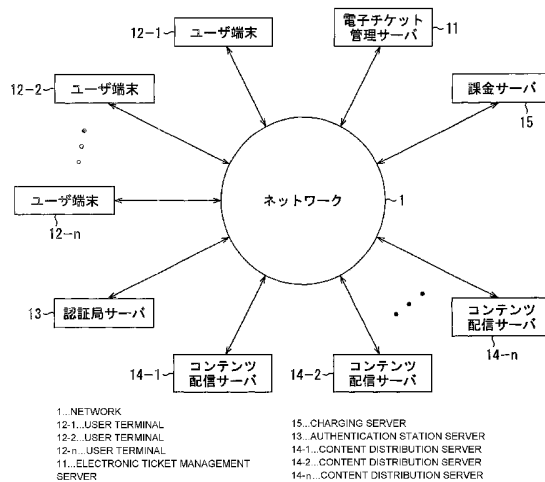 12-1
ユーザ端末
電子チケット
管理サーバ
11
12-2
ユーザ端末
課金サーバ
15
ユーザ端末
12-n
ネットワーク
1
13
認証局サーバ
14-1
コンテンツ
配信サーバ
14-2
コンテンツ
配信サーバ
コンテンツ
配信サーバ
14-n
1...NETWORK
12-1...USER TERMINAL
12-2...USER TERMINAL
12-n...USER TERMINAL
11...ELECTRONIC TICKET MANAGEMENT
SERVER
15...CHARGING SERVER
13...AUTHENTICATION STATION SERVER
14-1...CONTENT DISTRIBUTION SERVER
14-2...CONTENT DISTRIBUTION SERVER
14-n...CONTENT DISTRIBUTION SERVER